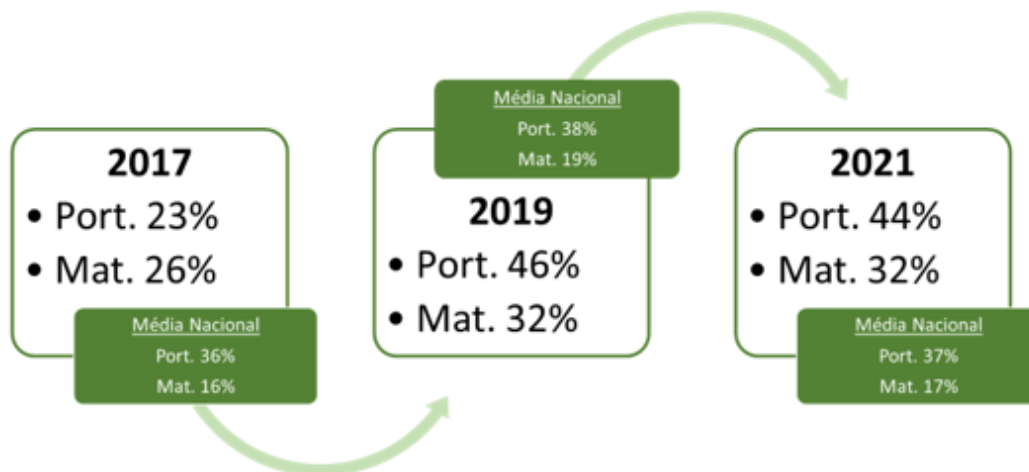 2017
• Port. 23%
• Mat. 26%
Média Nacional
Port. 36%
Mat. 16%
Média Nacional
Port. 38%
Mat. 19%
2019
• Port. 46%
• Mat. 32%
2021
• Port. 44%
• Mat. 32%
Média Nacional
Port. 37%
Mat. 17%